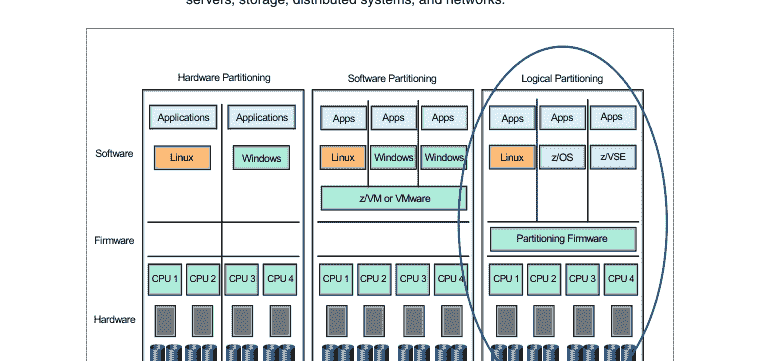 servers, storage, distributed systems, and networks.
Hardware Partitioning Software Partitioning Logical Partitioning
Applications Applications Apps Apps Apps Apps Apps Apps
Software Linux Windows Linux Windows Windows Linux z/OS z/VSE
z/VM or VMware
Firmware Partitioning Firmware
CPU 1 CPU 2 CPU 3 CPU 4 CPU 1 CPU 2 CPU 3 CPU 4 CPU 1 CPU 2 CPU 3 CPU 4
Hardware